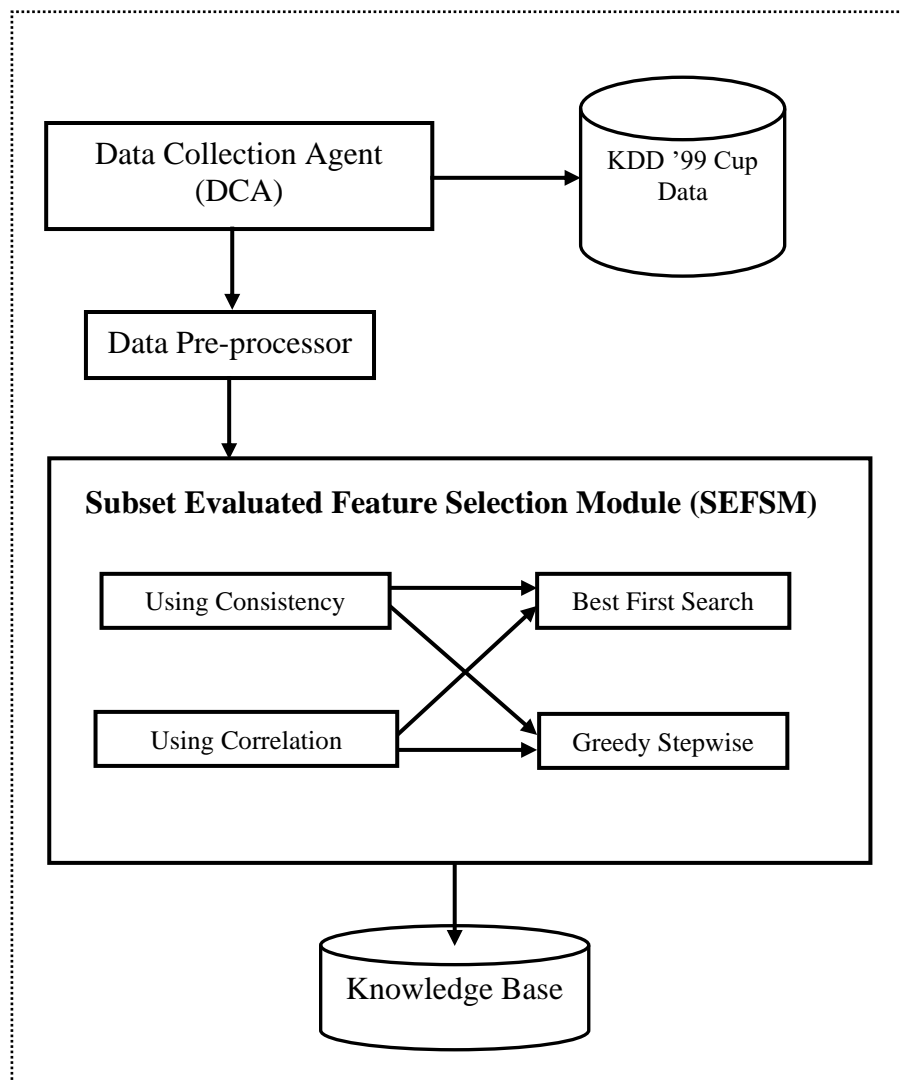 Data Collection Agent
(DCA)
KDD ’99 Cup
Data
Data Pre-processor
Subset Evaluated Feature Selection Module (SEFSM)
Using Consistency
Best First Search
Using Correlation
Greedy Stepwise
Knowledge Base